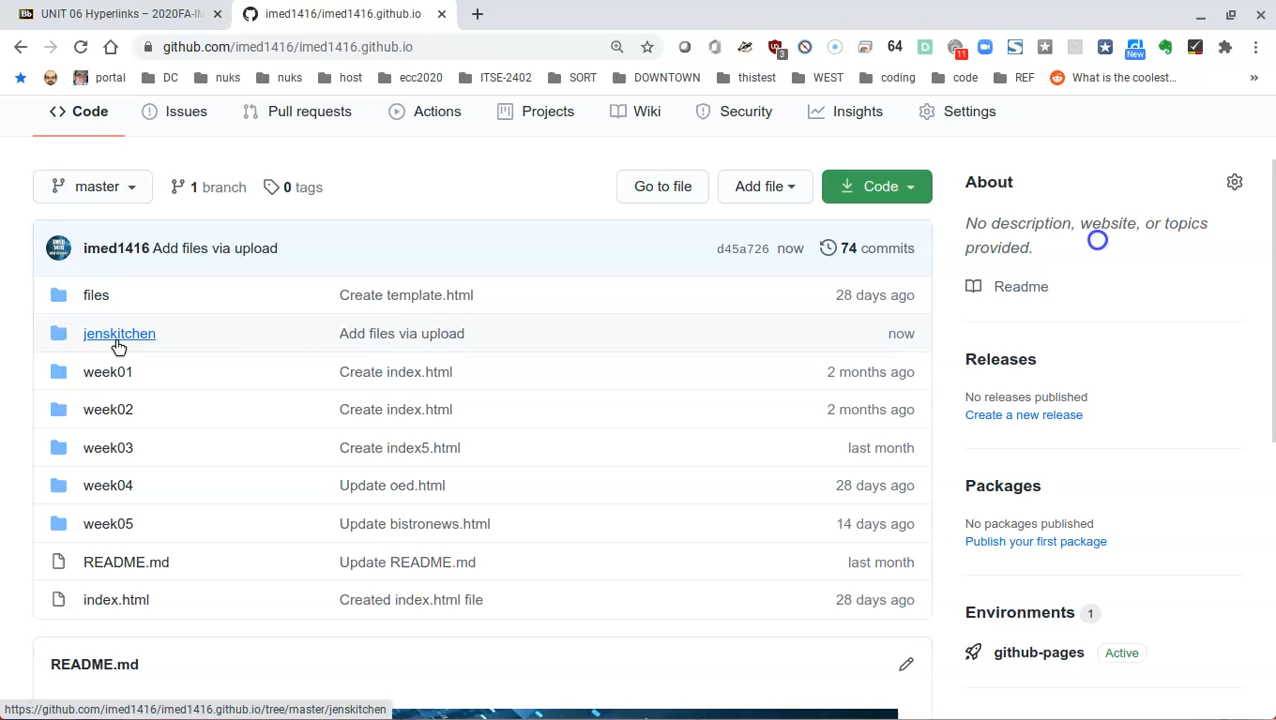 Bb UNIT 06 Hyperlinks – 2020FA-IM
imed1416/imed1416.github.io
github.com/imed1416/imed1416.github.io
3
64
D
11
S
New
portal DC nuks nuks host ecc2020 ITSE-2402 SORT DOWNTOWN thstest WEST coding code REF What is the coolest... »
<> Code Issues Pull requests Actions Projects Wiki Security Insights Settings
master 1 branch 0 tags Go to file Add file Code
About
No description, website, or topics
provided.
Readme
imed1416 Add files via upload d45a726 now 74 commits
files Create template.html 28 days ago
jenskitchen Add files via upload now
week01 Create index.html 2 months ago
week02 Create index.html 2 months ago
week03 Create index5.html last month
week04 Update oed.html 28 days ago
week05 Update bistronews.html 14 days ago
README.md Update README.md last month
index.html Created index.html file 28 days ago
Releases
No releases published
Create a new release
Packages
No packages published
Publish your first package
Environments 1
github-pages Active
README.md
https://github.com/imed1416/imed1416.github.io/tree/master/jenskitchen